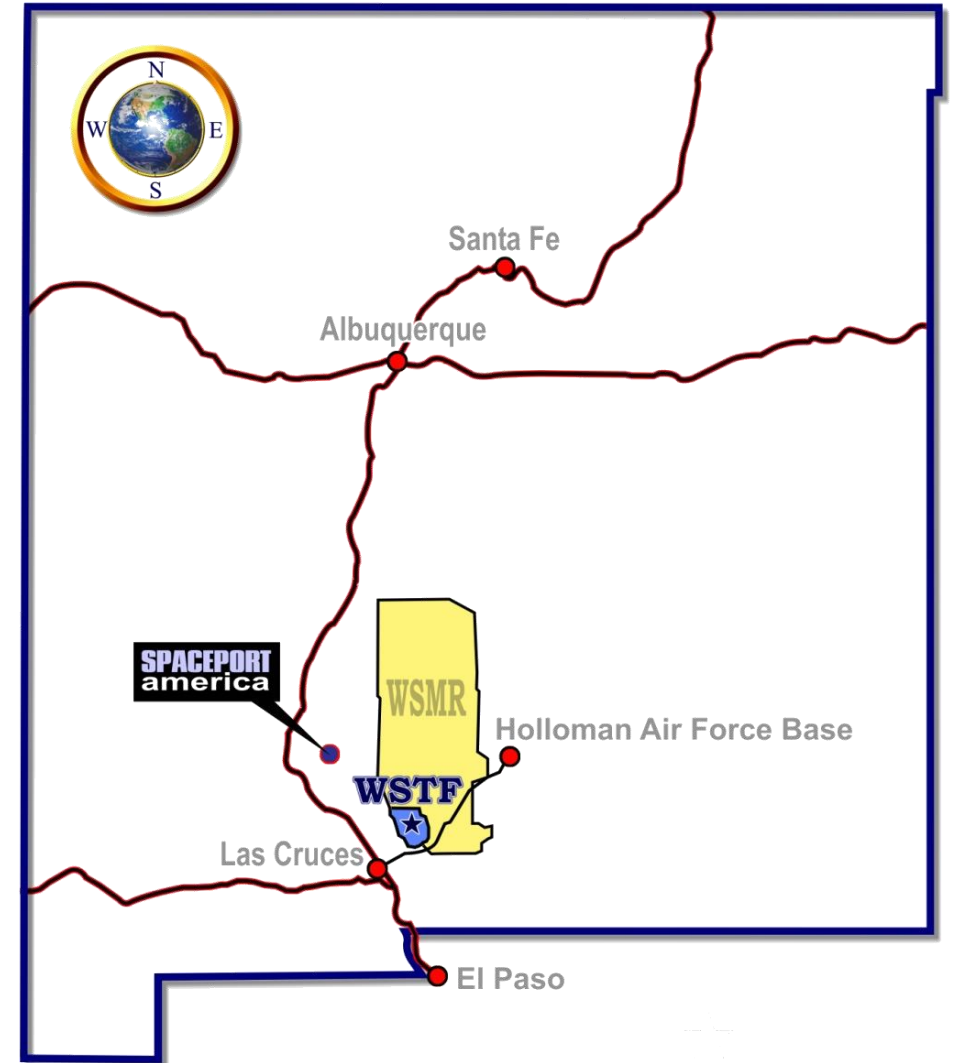 N
W E
S
Santa Fe
Albuquerque
SPACEPORT
america
WSMR
Holloman Air Force Base
WSTF
Las Cruces
El Paso